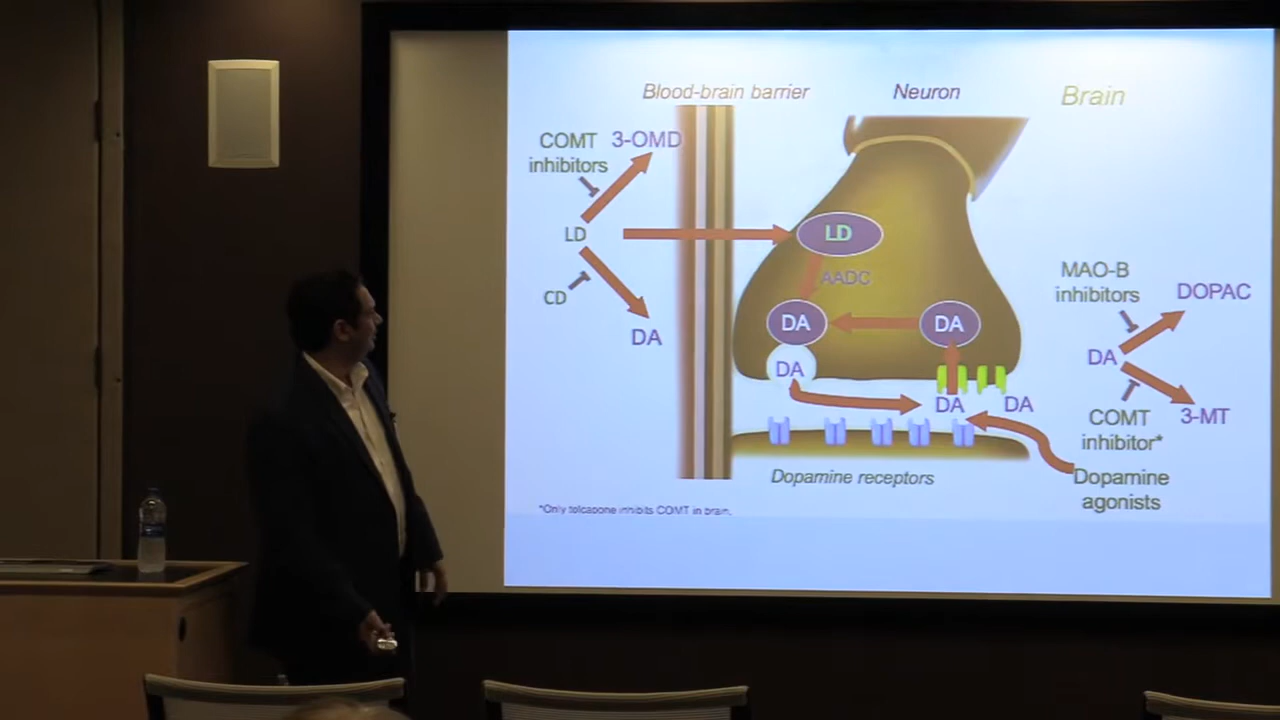 Blood-brain barrier
Neuron
Brain
COMT
inhibitors
3-OMD
LD
CD
DA
LD
AADC
DA
DA
DA
DA
DA
Dopamine receptors
MAO-B
inhibitors
DOPAC
DA
COMT
inhibitor*
3-MT
Dopamine
agonists
*Only tolcapone inhibits COMT in brain.